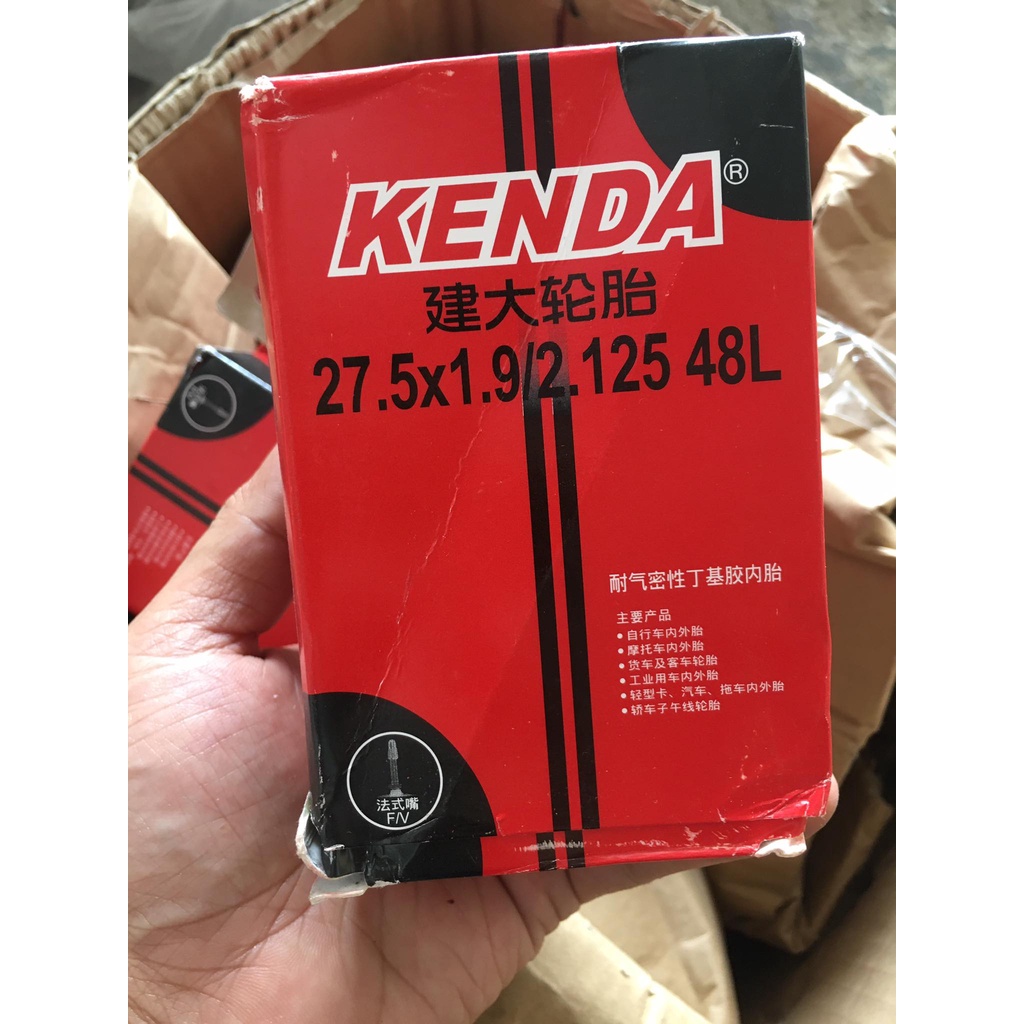 KENDA®
建大轮胎
27.5x1.9/2.125 48L
耐气密性丁基胶内胎
主要产品
●自行车内外胎
●摩托车内外胎
●货车及客车轮胎
●工业用车内外胎
●轻型卡、汽车、拖车内外胎
●轿车子午线轮胎
法式嘴
F/V